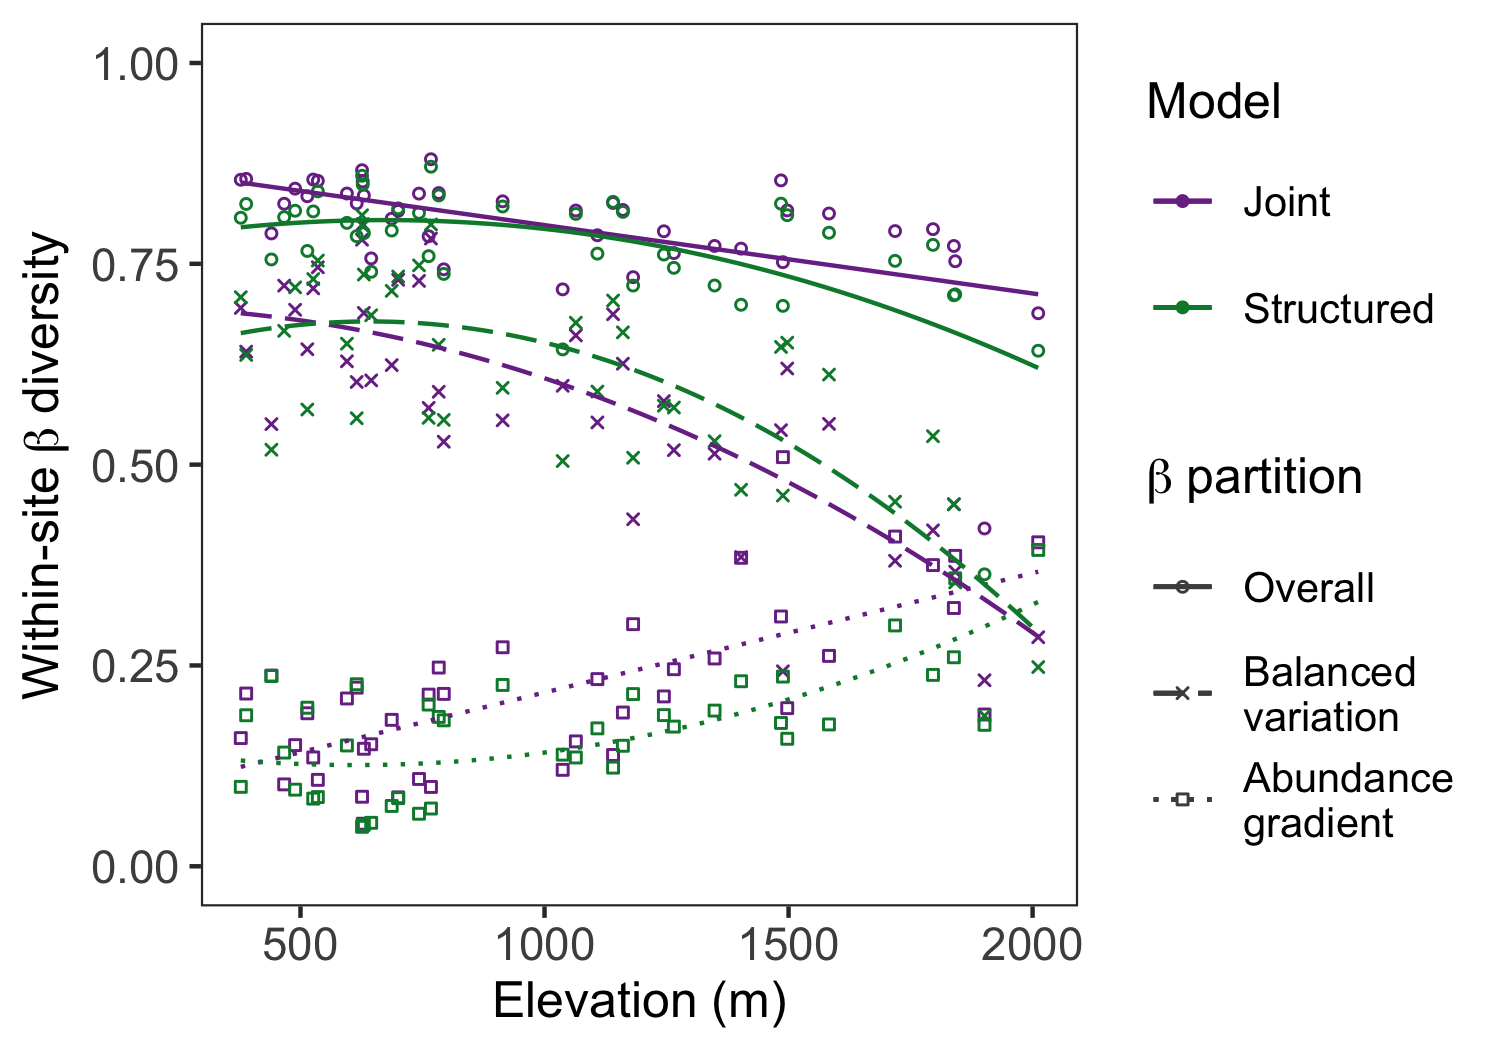 1.00
0.75
0.50
0.25
0.00
Within-site β diversity
500
1000
1500
2000
Elevation (m)
Model
Joint
Structured
β partition
Overall
Balanced
variation
Abundance
gradient